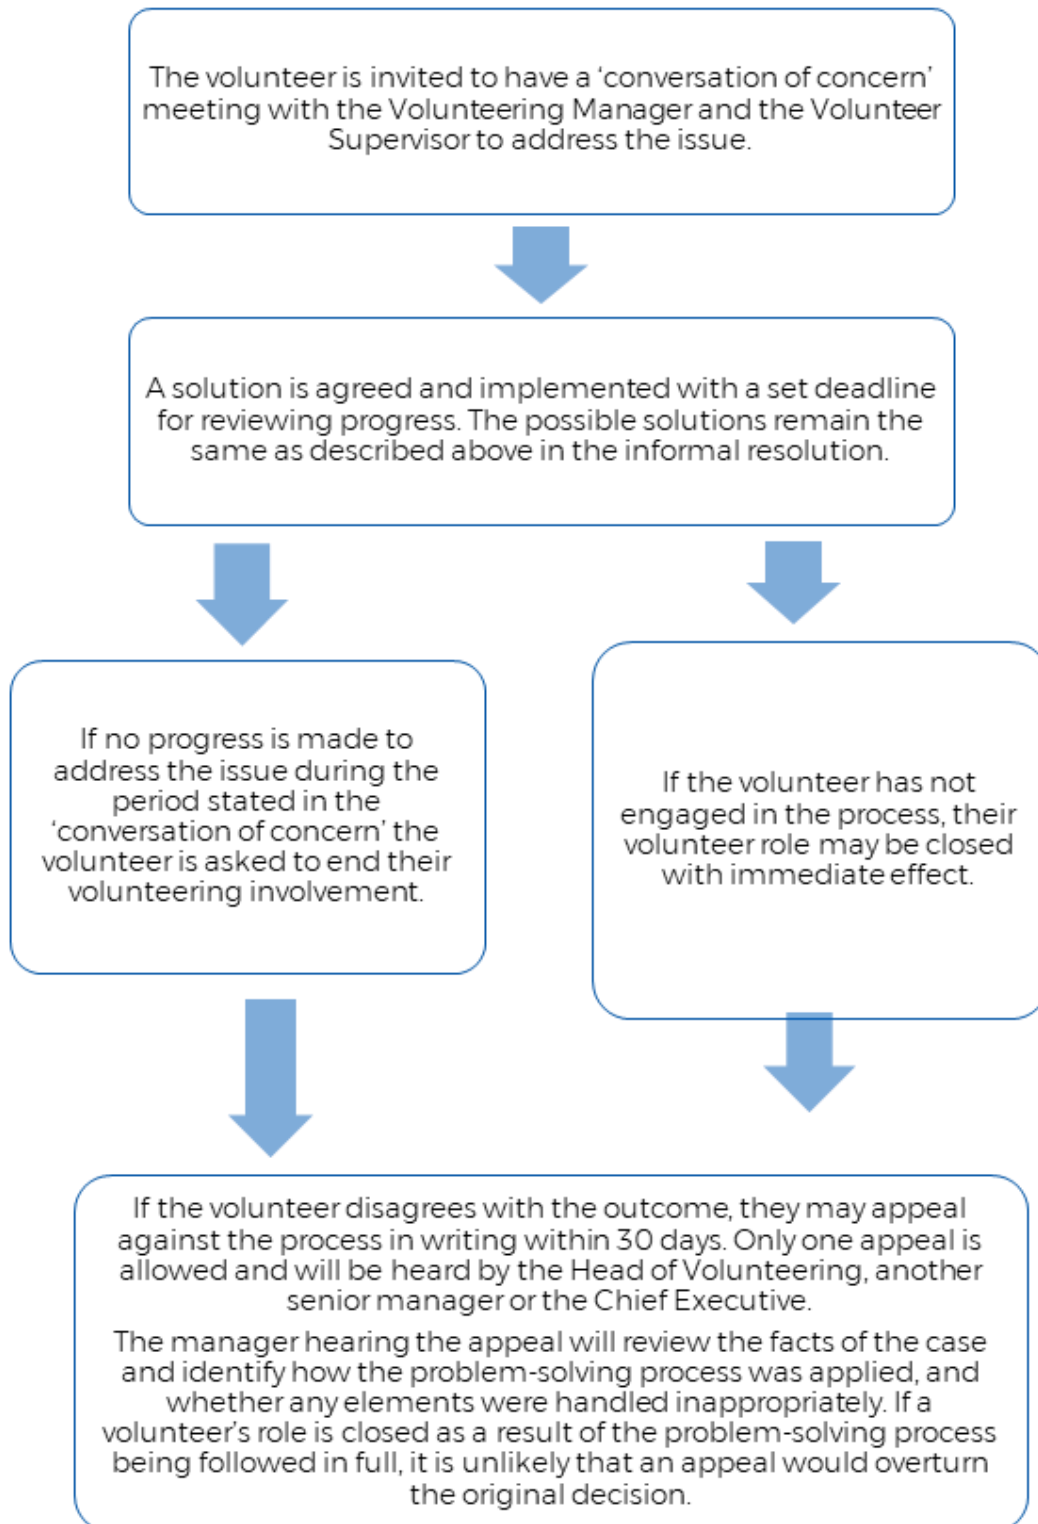 The volunteer is invited to have a ‘conversation of concern’
meeting with the Volunteering Manager and the Volunteer
Supervisor to address the issue.
A solution is agreed and implemented with a set deadline
for reviewing progress. The possible solutions remain the
same as described above in the informal resolution.
If no progress is made to
address the issue during the
period stated in the
‘conversation of concern’ the
volunteer is asked to end their
volunteering involvement.
If the volunteer has not
engaged in the process, their
volunteer role may be closed
with immediate effect.
If the volunteer disagrees with the outcome, they may appeal
against the process in writing within 30 days. Only one appeal is
allowed and will be heard by the Head of Volunteering, another
senior manager or the Chief Executive.
The manager hearing the appeal will review the facts of the case
and identify how the problem-solving process was applied, and
whether any elements were handled inappropriately. If a
volunteer’s role is closed as a result of the problem-solving process
being followed in full, it is unlikely that an appeal would overturn
the original decision.